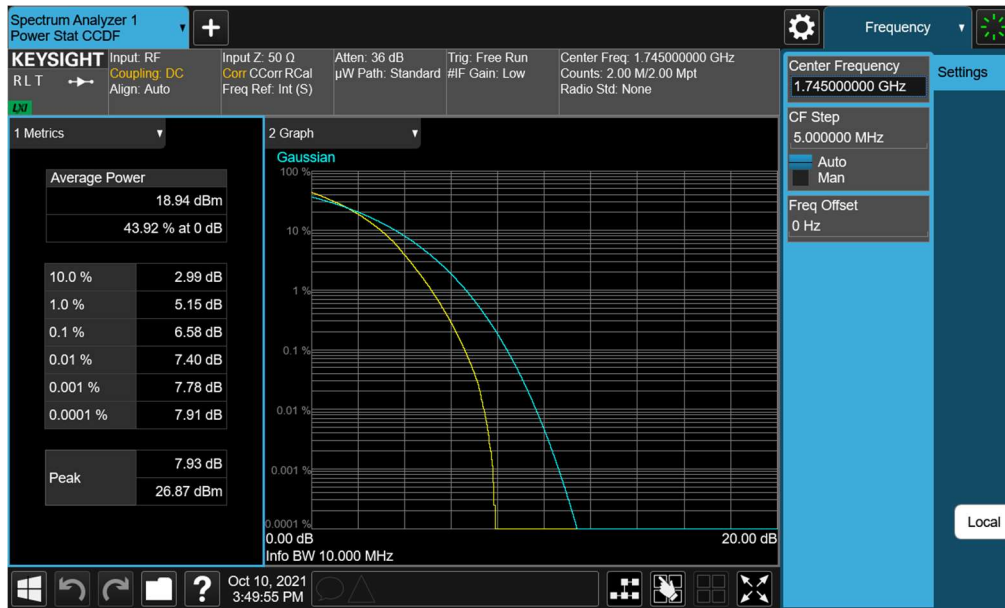 Spectrum Analyzer 1
Power Stat CCDF
+
Frequency
KEYSIGHT
RLT
LXI
Input: RF
Coupling: DC
Align: Auto
Input Z: 50 Ω
Corr CCorr RCal
Freq Ref: Int (S)
Atten: 36 dB
µW Path: Standard
Trig: Free Run
#IF Gain: Low
Center Freq: 1.745000000 GHz
Counts: 2.00 M/2.00 Mpt
Radio Std: None
Center Frequency
1.745000000 GHz
Settings
CF Step
5.000000 MHz
Auto
Man
Freq Offset
0 Hz
1 Metrics
Average Power
18.94 dBm
43.92 % at 0 dB
10.0 % 2.99 dB
1.0 % 5.15 dB
0.1 % 6.58 dB
0.01 % 7.40 dB
0.001 % 7.78 dB
0.0001 % 7.91 dB
Peak
7.93 dB
26.87 dBm
2 Graph
Gaussian
100 %
10 %
1 %
0.1 %
0.01 %
0.001 %
0.0001 %
0.00 dB 20.00 dB
Info BW 10.000 MHz
Local
?
Oct 10, 2021
3:49:55 PM